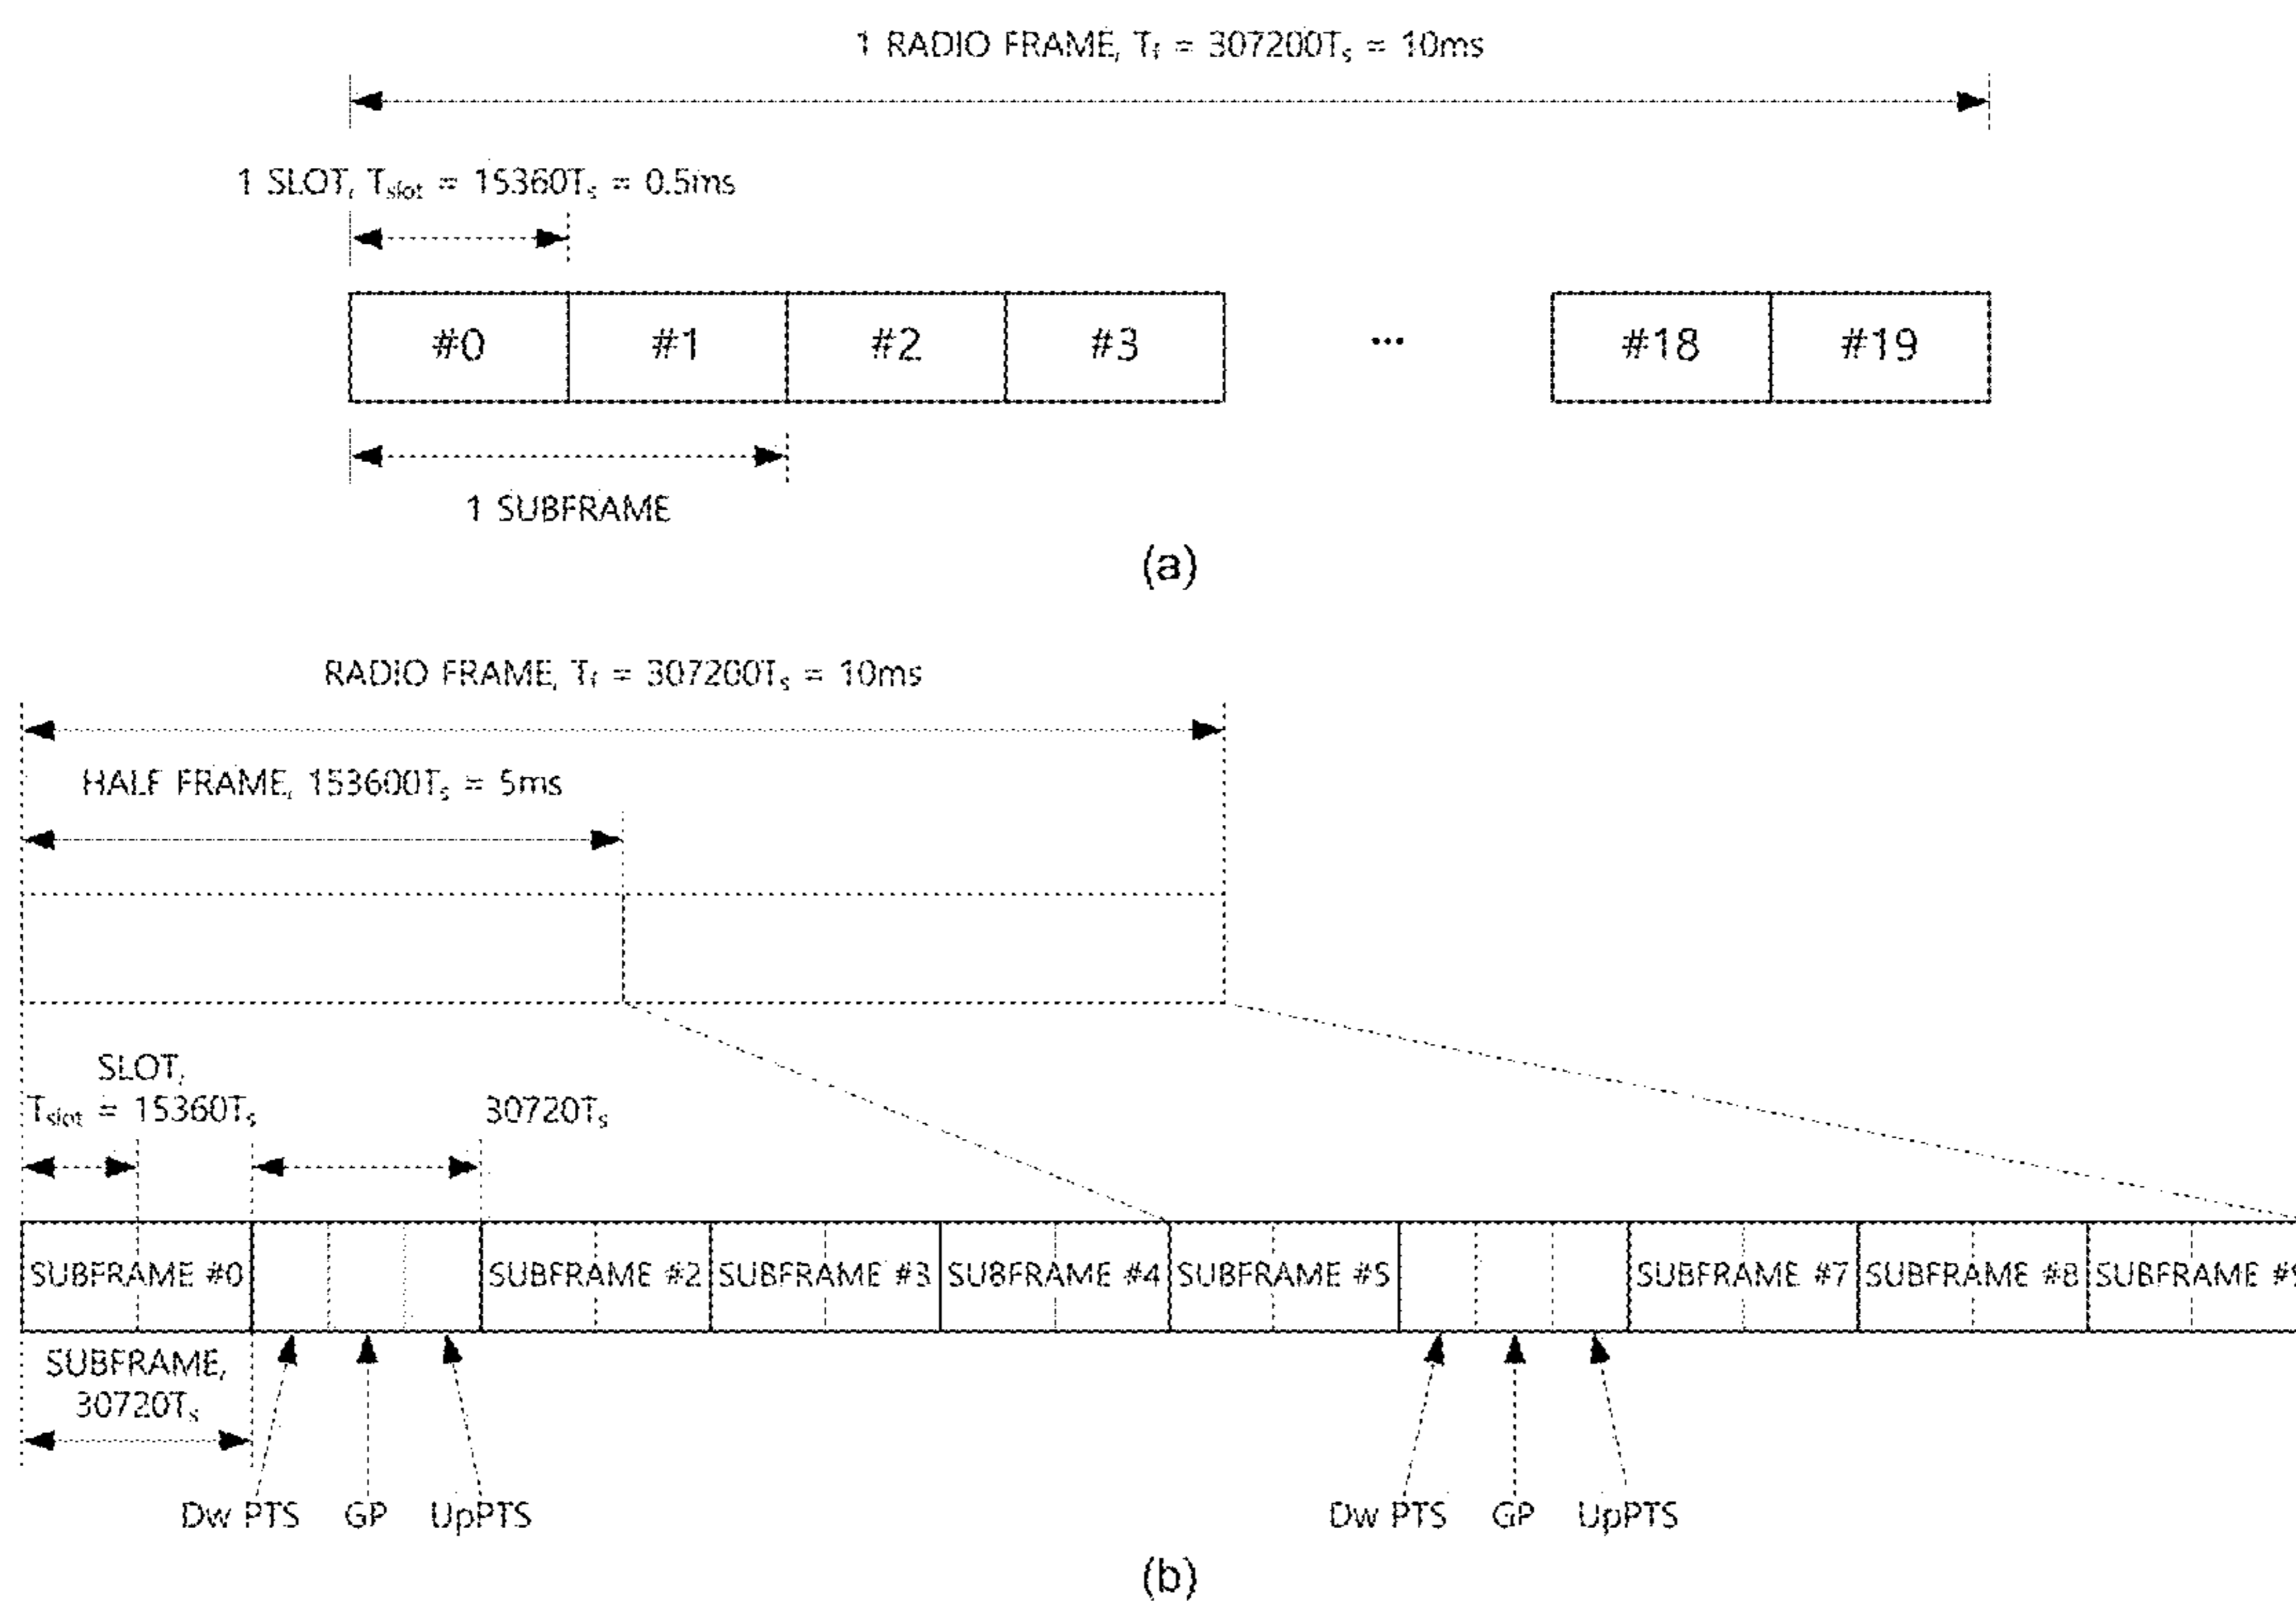 1 RADIO FRAME, Tf = 307200Ts = 10ms
1 SLOT, Tslot = 15360Ts = 0.5ms
#0 #1 #2 #3 ... #18 #19
1 SUBFRAME
(a)
RADIO FRAME, Tf = 307200Ts = 10ms
HALF FRAME, 153600Ts = 5ms
SLOT,
Tslot = 15360Ts
30720Ts
SUBFRAME #0 SUBFRAME #2 SUBFRAME #3 SUBFRAME #4 SUBFRAME #5 SUBFRAME #7 SUBFRAME #8 SUBFRAME #9
SUBFRAME,
30720Ts
Dw PTS GP UpPTS Dw PTS GP UpPTS
(b)